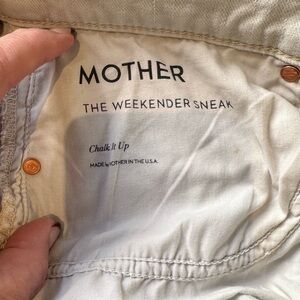 MOTHER
THE WEEKENDER SNEAK
Chalk It Up
MADE by MOTHER IN THE U.S.A.